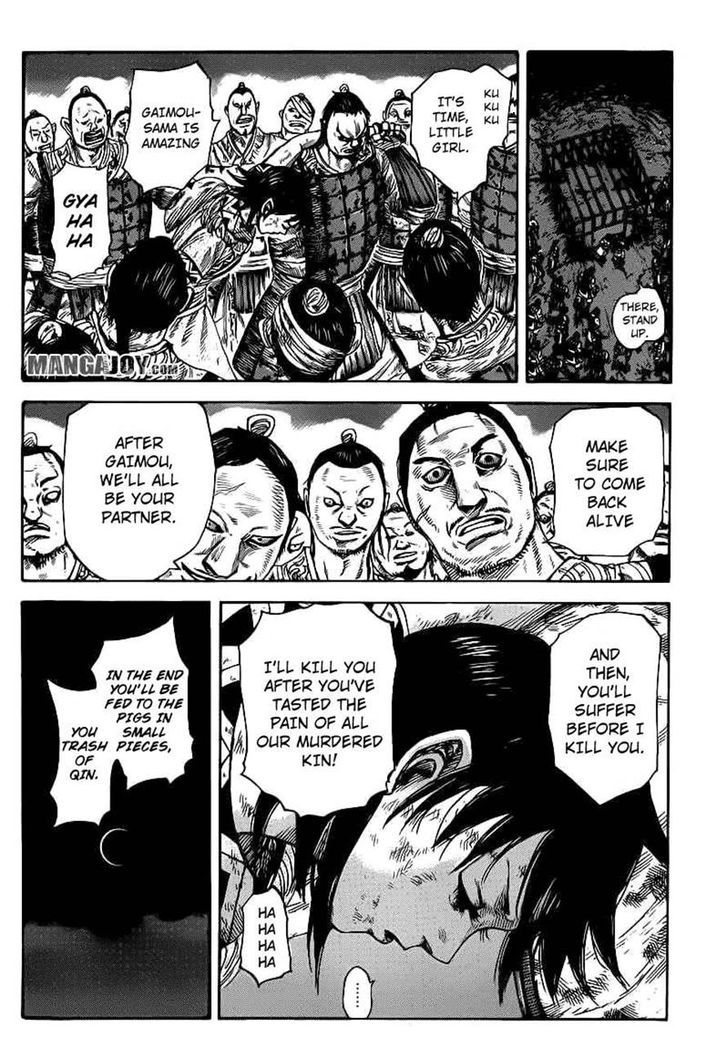 THERE,
STAND
UP.
KU
KU
KU
IT'S
TIME,
LITTLE
GIRL.
GAIMOU-
SAMA IS
AMAZING
GYA
HA
HA
MANGAJOY.COM
MAKE
SURE
TO COME
BACK
ALIVE
AFTER
GAIMOU,
WE'LL ALL
BE YOUR
PARTNER.
AND
THEN,
YOU'LL
SUFFER
BEFORE I
KILL YOU.
I'LL KILL YOU
AFTER YOU'VE
TASTED THE
PAIN OF ALL
OUR MURDERED
KIN!
HA
HA
HA
HA
......
IN THE END
YOU'LL BE
FED TO THE
PIGS IN
SMALL
PIECES,
YOU
TRASH
OF
QIN.